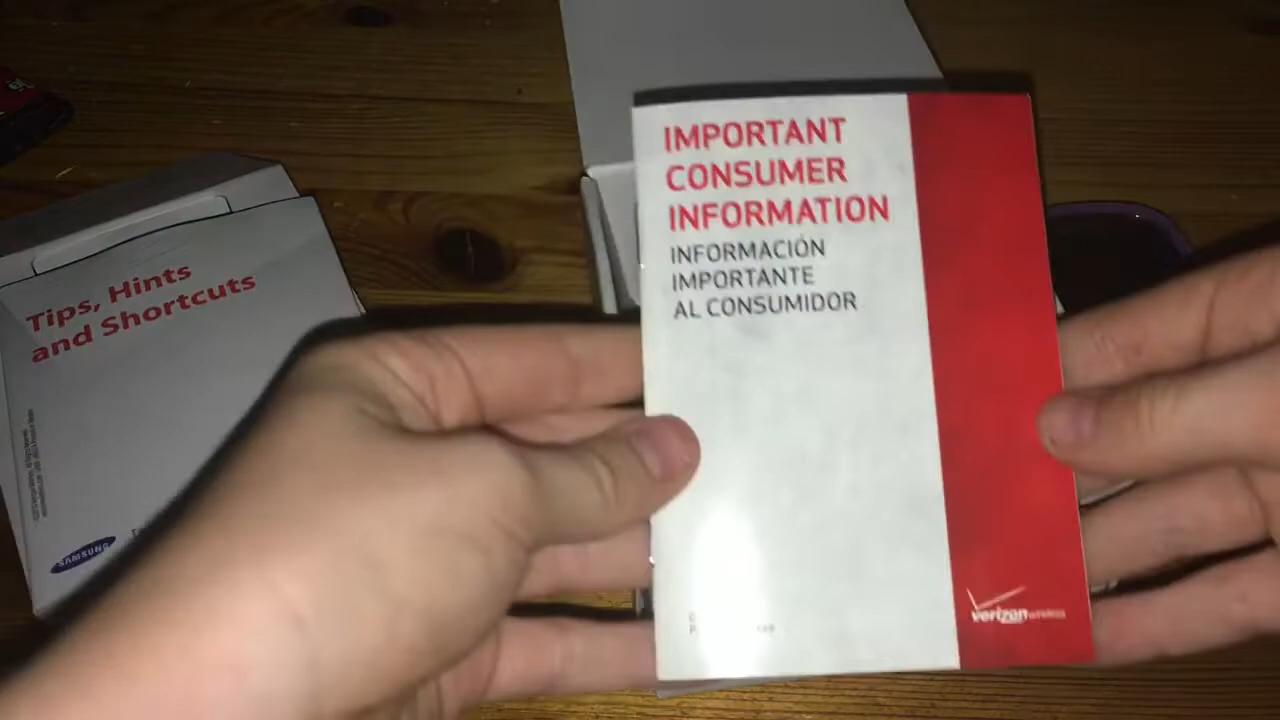 IMPORTANT
CONSUMER
INFORMATION
INFORMACIÓN
IMPORTANTE
AL CONSUMIDOR
verizon
Tips, Hints
and Shortcuts
SAMSUNG